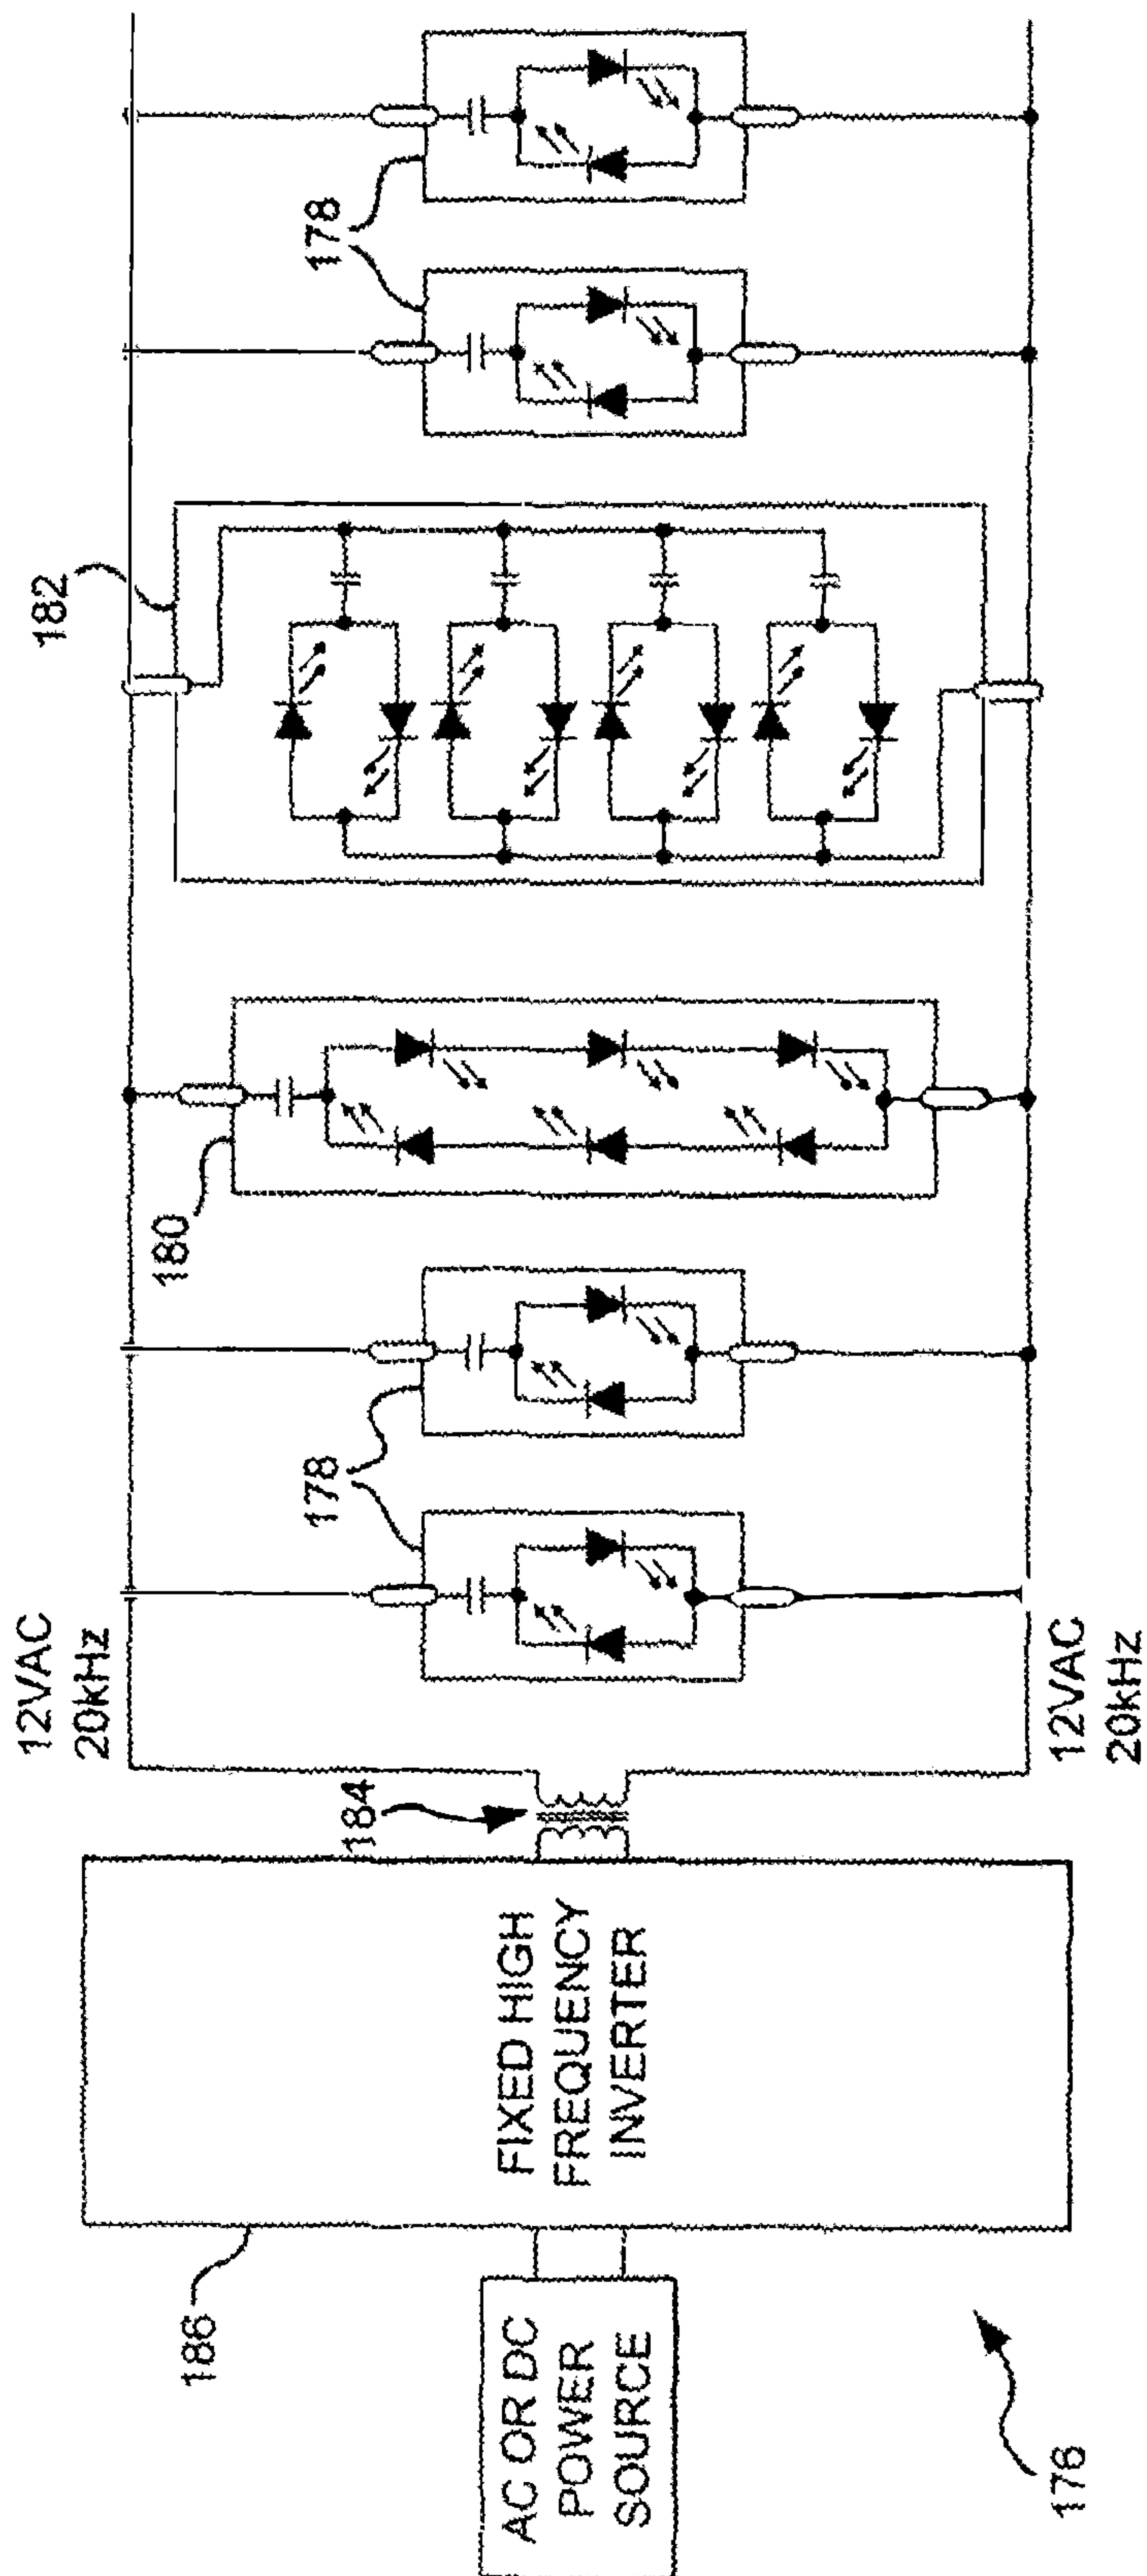 AC OR DC
POWER
SOURCE
186
FIXED HIGH
FREQUENCY
INVERTER
176
184
12VAC
20kHz
12VAC
20kHz
178
180
182
178